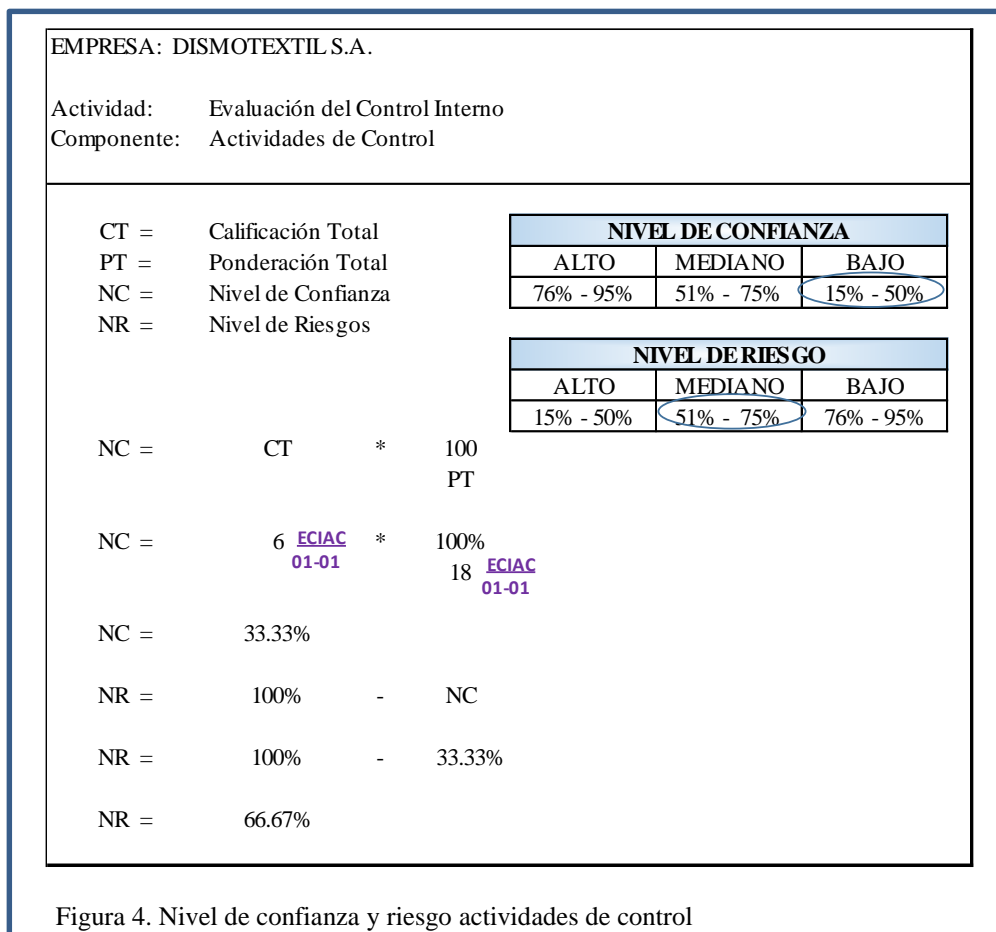 EMPRESA: DISMOTEXTIL S.A.
Actividad: Evaluación del Control Interno
Componente: Actividades de Control
CT = Calificación Total
PT = Ponderación Total
NC = Nivel de Confianza
NR = Nivel de Riesgos
NIVEL DE CONFIANZA
ALTO MEDIANO BAJO
76% - 95% 51% - 75% 15% - 50%
NIVEL DE RIESGO
ALTO MEDIANO BAJO
15% - 50% 51% - 75% 76% - 95%
NC = CT * 100
PT
NC = 6 ECIAC * 100%
01-01
18 ECIAC
01-01
NC = 33.33%
NR = 100% - NC
NR = 100% - 33.33%
NR = 66.67%
Figura 4. Nivel de confianza y riesgo actividades de control